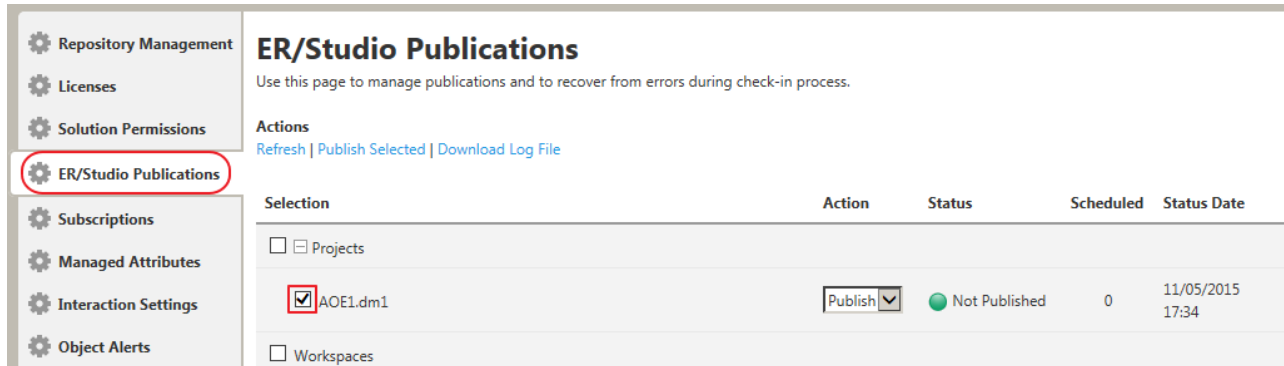 Repository Management
Licenses
Solution Permissions
ER/Studio Publications
Subscriptions
Managed Attributes
Interaction Settings
Object Alerts
ER/Studio Publications
Use this page to manage publications and to recover from errors during check-in process.
Actions
Refresh | Publish Selected | Download Log File
Selection Action Status Scheduled Status Date
Projects
AOE1.dm1 Publish Not Published 0 11/05/2015
17:34
Workspaces